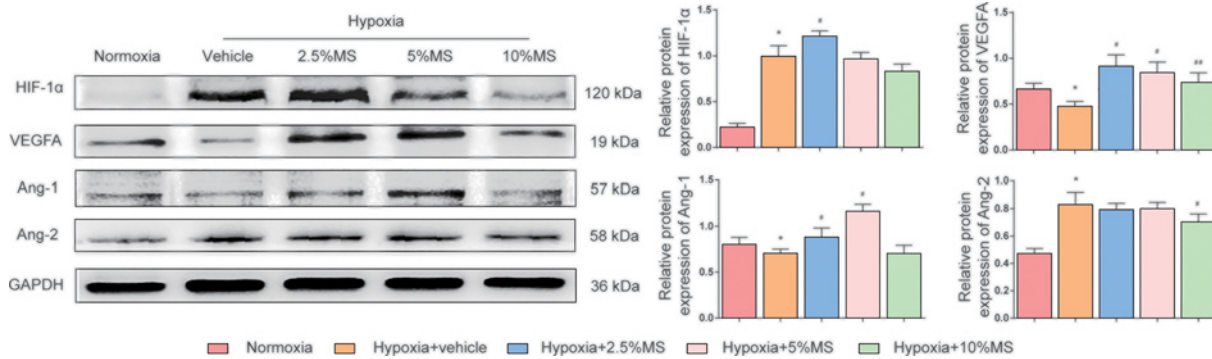 Hypoxia
Normoxia Vehicle 2.5%MS 5%MS 10%MS
HIF-1α 120 kDa
VEGFA 19 kDa
Ang-1 57 kDa
Ang-2 58 kDa
GAPDH 36 kDa
Relative protein
expression of HIF-1α
1.5
1.0
0.5
0.0
* #
Relative protein
expression of VEGFA
1.5
1.0
0.5
0.0
* # # ##
Relative protein
expression of Ang-1
1.5
1.0
0.5
0.0
* # #
Relative protein
expression of Ang-2
1.0
0.8
0.6
0.4
0.2
0.0
* #
Normoxia Hypoxia+vehicle Hypoxia+2.5%MS Hypoxia+5%MS Hypoxia+10%MS